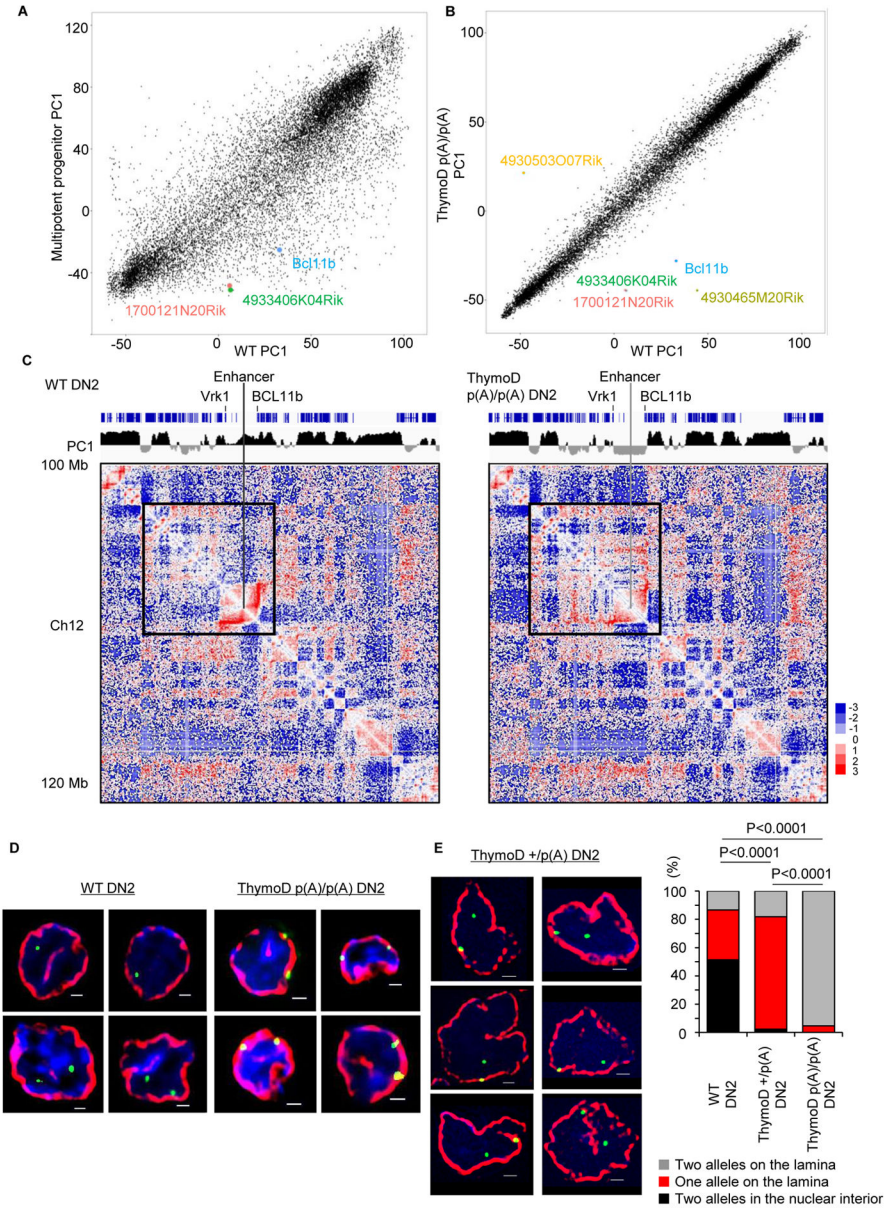 A
120
80
40
0
-40
Multipotent progenitor PC1
Bcl11b
1700121N20Rik
4933406K04Rik
-50
0
50
100
WT PC1
B
100
50
0
-50
ThymoD p(A)/p(A)
PC1
4930503O07Rik
Bcl11b
4933406K04Rik
1700121N20Rik
4930465M20Rik
-50
0
50
100
WT PC1
C
WT DN2
Enhancer
Vrk1
BCL11b
PC1
100 Mb
Ch12
120 Mb
ThymoD
p(A)/p(A) DN2
Enhancer
Vrk1
BCL11b
-3
-2
-1
0
1
2
3
D
WT DN2
ThymoD p(A)/p(A) DN2
E
ThymoD +/p(A) DN2
P<0.0001
P<0.0001
P<0.0001
(%)
100
80
60
40
20
0
WT
DN2
ThymoD +/p(A)
DN2
ThymoD p(A)/p(A)
DN2
Two alleles on the lamina
One allele on the lamina
Two alleles in the nuclear interior